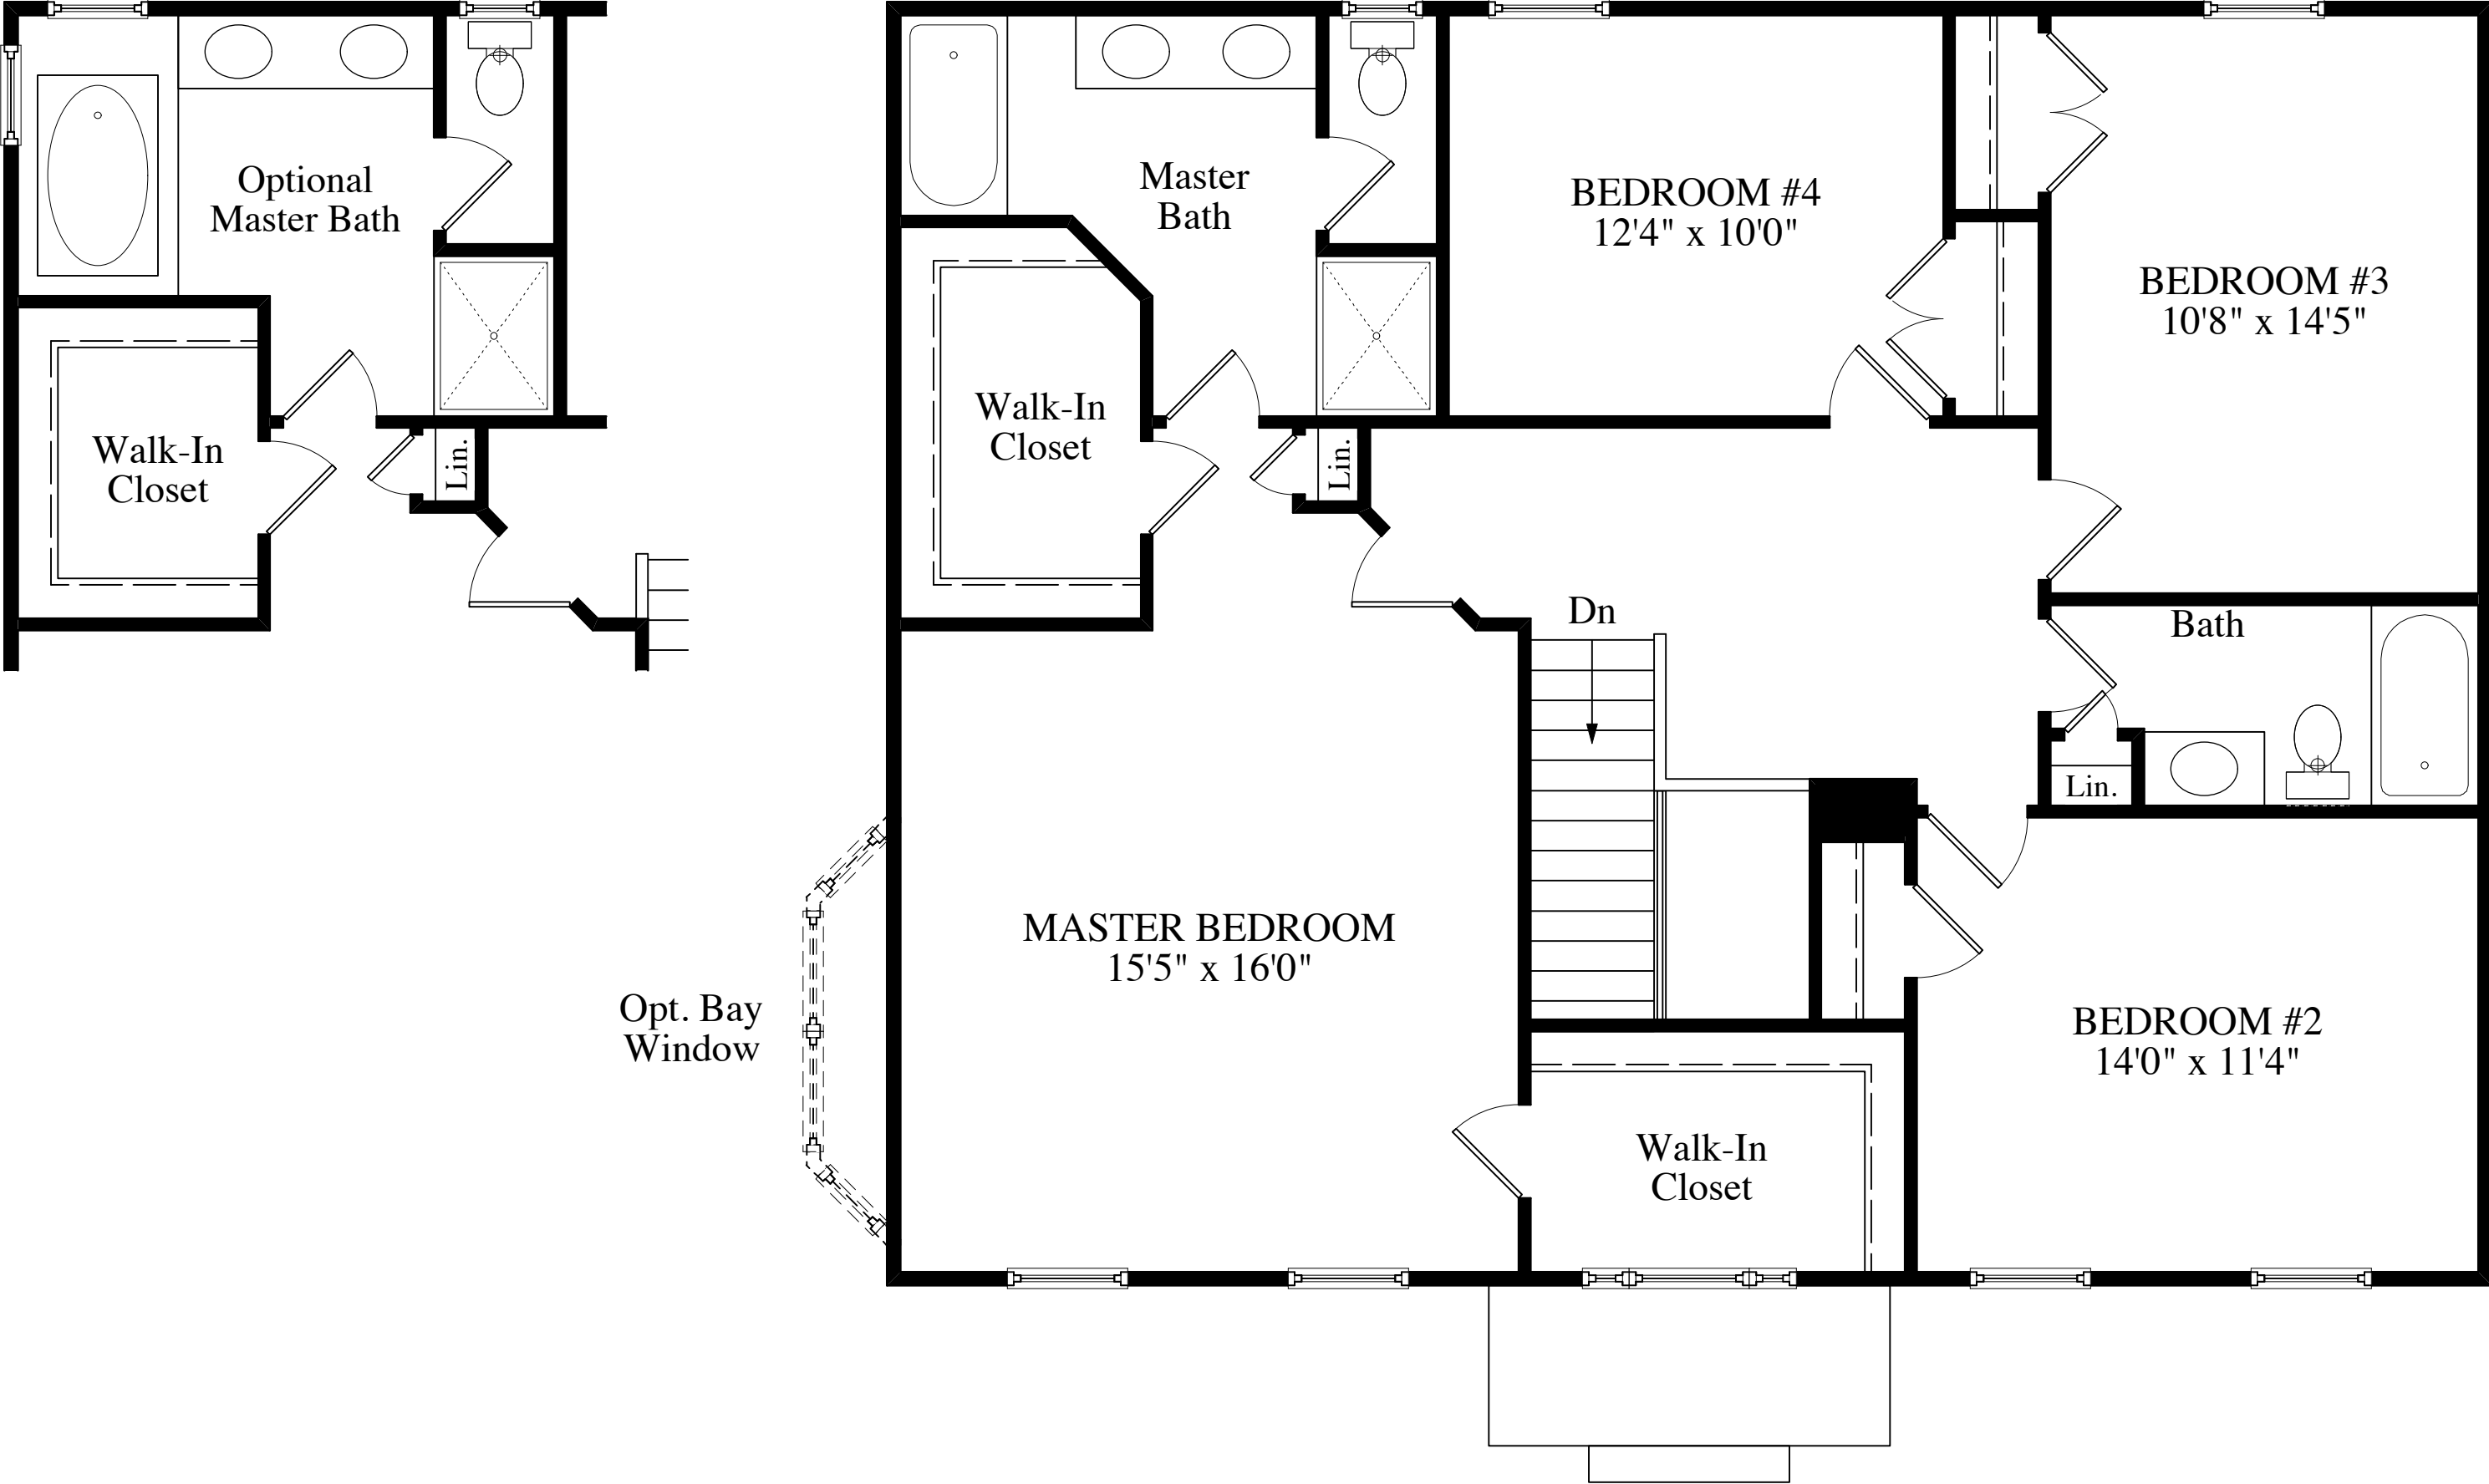 Optional
Master Bath
Walk-In
Closet
Lin.
Master
Bath
Walk-In
Closet
Lin.
BEDROOM #4
12'4" x 10'0"
BEDROOM #3
10'8" x 14'5"
Dn
Bath
Lin.
MASTER BEDROOM
15'5" x 16'0"
Opt. Bay
Window
BEDROOM #2
14'0" x 11'4"
Walk-In
Closet